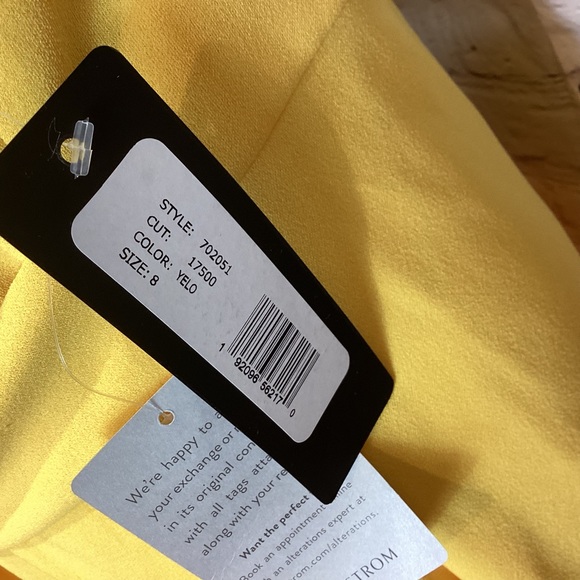 STYLE: 702051
CUT: 17500
COLOR: YELO
SIZE: 8
1 92096 56217 0
We're happy to
your exchange or
in its original con
with all tags atta
along with your re
Want the perfect
Book an appointment
an alterations expert at
rom.com/alterations.
STROM